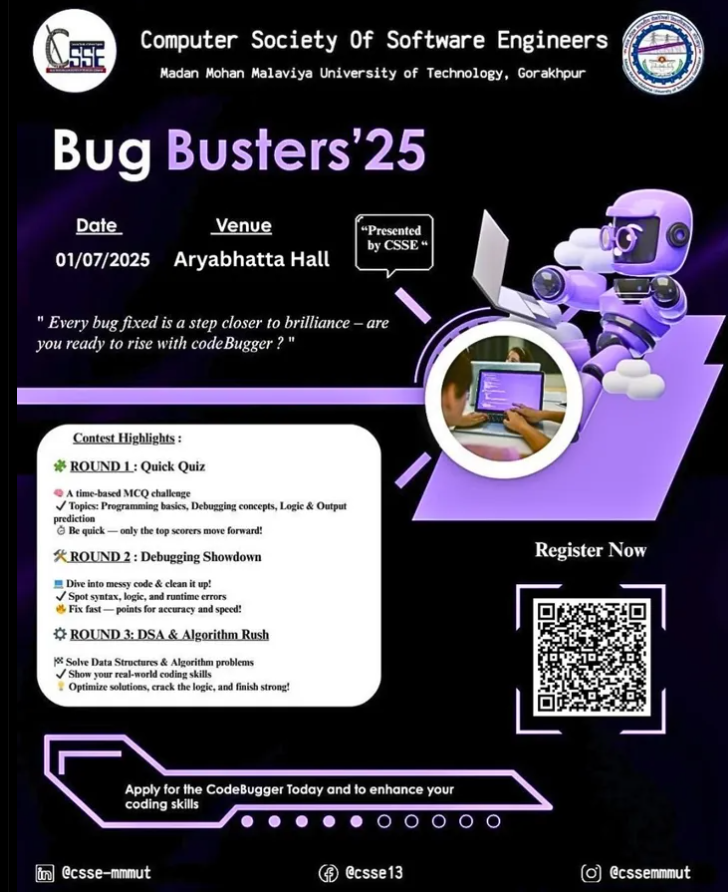 CSSE
Computer Society Of Software Engineers
Madan Mohan Malaviya University of Technology, Gorakhpur
Bug Busters’25
Date
Venue
01/07/2025
Aryabhatta Hall
“Presented
by CSSE “
" Every bug fixed is a step closer to brilliance – are
you ready to rise with codeBugger ? "
Contest Highlights :
ROUND 1 : Quick Quiz
A time-based MCQ challenge
✓ Topics: Programming basics, Debugging concepts, Logic & Output
prediction
Be quick — only the top scorers move forward!
ROUND 2 : Debugging Showdown
Dive into messy code & clean it up!
✓ Spot syntax, logic, and runtime errors
Fix fast — points for accuracy and speed!
ROUND 3: DSA & Algorithm Rush
Solve Data Structures & Algorithm problems
✓ Show your real-world coding skills
Optimize solutions, crack the logic, and finish strong!
Register Now
Apply for the CodeBugger Today and to enhance your
coding skills
@csse-mmmut
@csse13
@cssemmmut